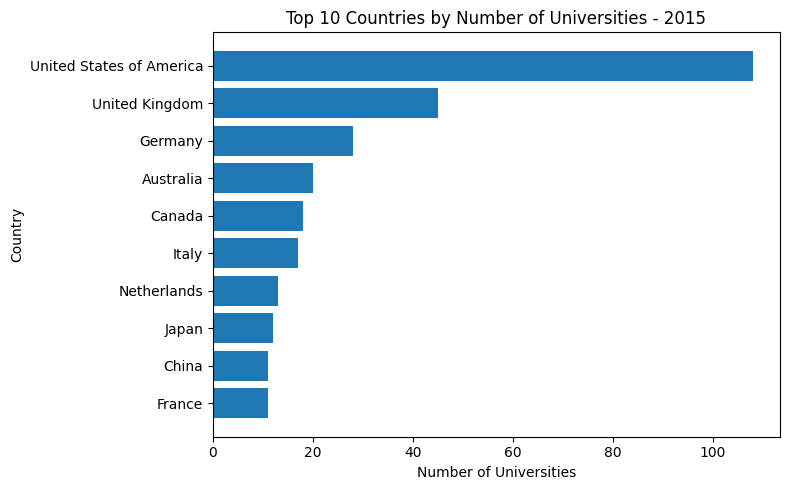 Top 10 Countries by Number of Universities - 2015
United States of America
United Kingdom
Germany
Australia
Canada
Italy
Netherlands
Japan
China
France
Country
0 20 40 60 80 100
Number of Universities